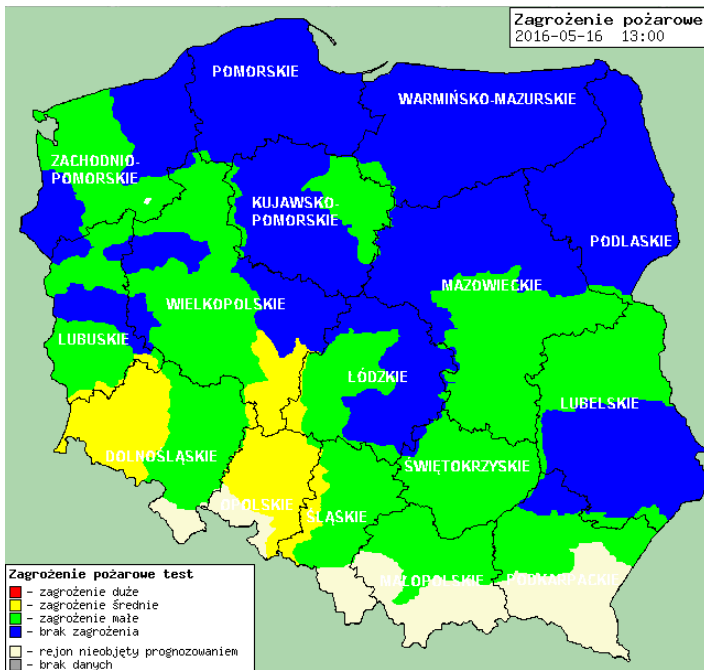 Zagrożenie pożarowe
2016-05-16 13:00
POMORSKIE
WARMIŃSKO-MAZURSKIE
ZACHODNIO-
POMORSKIE
KUJAWSKO-
POMORSKIE
PODLASKIE
MAZOWIECKIE
WIELKOPOLSKIE
LUBUSKIE
ŁÓDZKIE
LUBELSKIE
DOLNOŚLĄSKIE
ŚWIĘTOKRZYSKIE
OPOLSKIE
ŚLĄSKIE
MAŁOPOLSKIE
PODKARPACKIE
Zagrożenie pożarowe test
- zagrożenie duże
- zagrożenie średnie
- zagrożenie małe
- brak zagrożenia
- rejon nieobjęty prognozowaniem
- brak danych